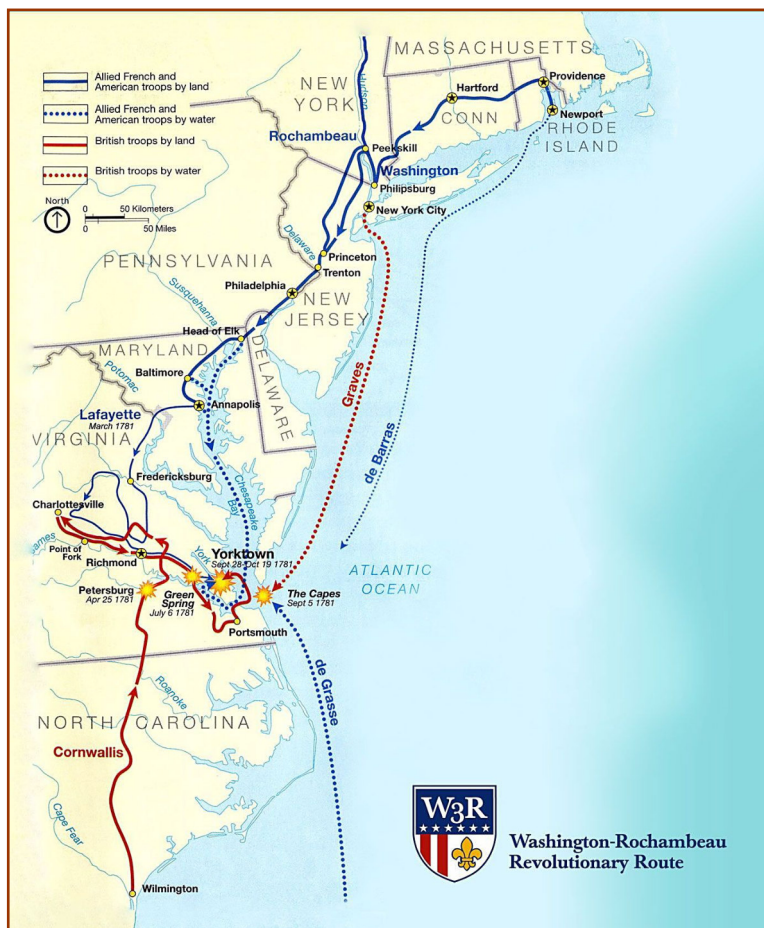 MASSACHUSETTS
Allied French and
American troops by land
Allied French and
American troops by water
British troops by land
British troops by water
North
0 50 Kilometers
0 50 Miles
NEW
YORK
Hudson
Hartford
Providence
CONN
Newport
RHODE
ISLAND
Rochambeau
Peekskill
Washington
Philipsburg
New York City
Delaware
PENNSYLVANIA
Princeton
Trenton
Susquehanna
Philadelphia
NEW
JERSEY
Head of Elk
MARYLAND
DELAWARE
Baltimore
Potomac
Graves
de Barras
Lafayette
March 1781
Annapolis
VIRGINIA
Fredericksburg
Chesapeake
Bay
Charlottesville
James
Point of
Fork
Richmond
York
Yorktown
Sept 28-Oct 19 1781
ATLANTIC
OCEAN
Petersburg
Apr 25 1781
Green
Spring
July 6 1781
The Capes
Sept 5 1781
Portsmouth
de Grasse
Roanoke
NORTH CAROLINA
Cornwallis
Cape Fear
Wilmington
W3R
Washington-Rochambeau
Revolutionary Route